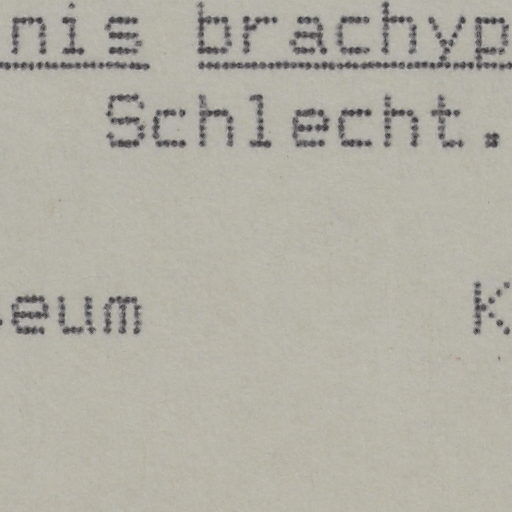 nis brachyp
Schlecht.
eum K